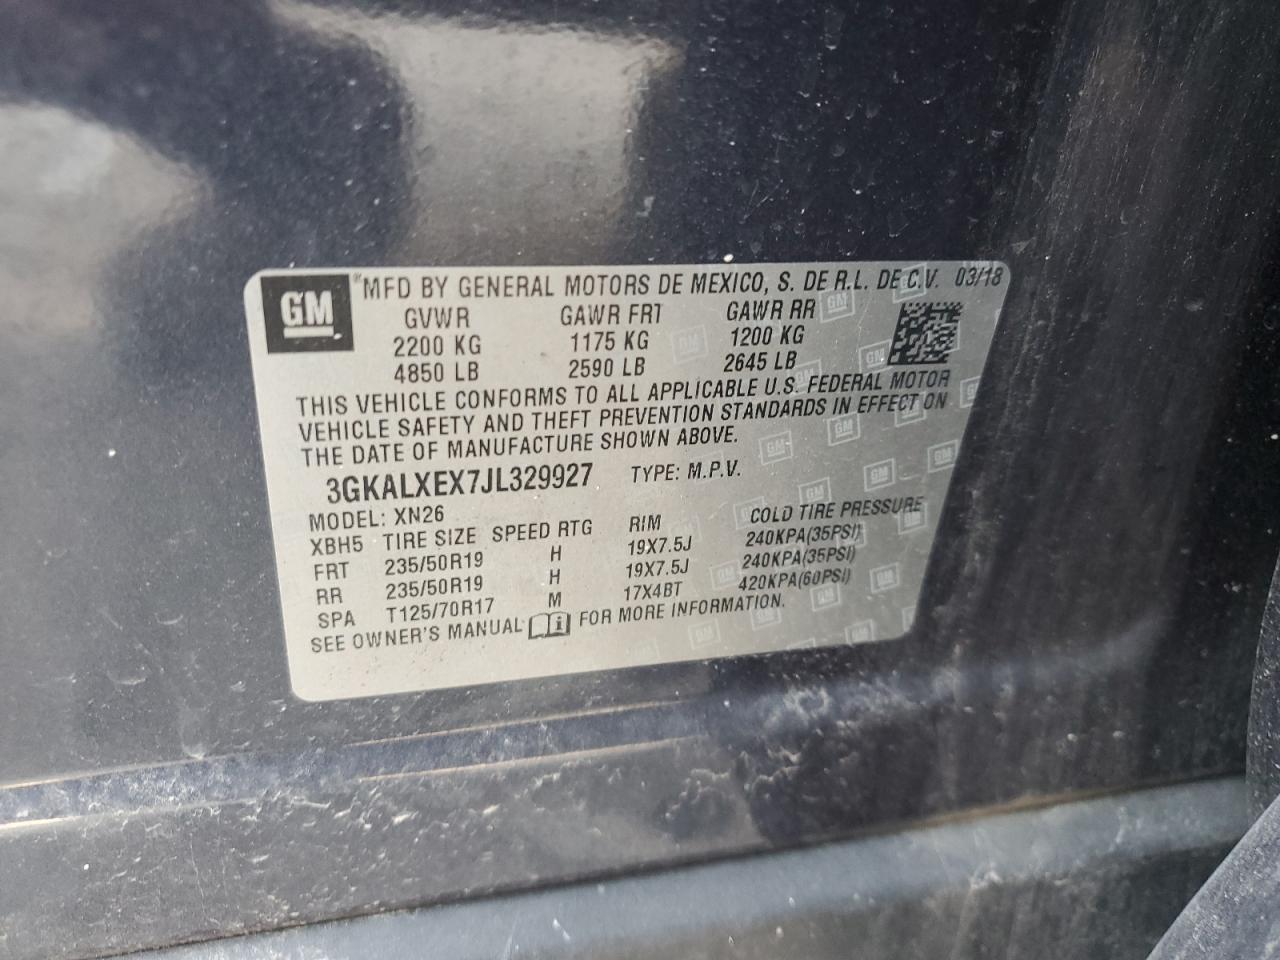 GM
®MFD BY GENERAL MOTORS DE MEXICO, S. DE R.L. DE C.V. 03/18
GVWR GAWR FRT GAWR RR
2200 KG 1175 KG 1200 KG
4850 LB 2590 LB 2645 LB
THIS VEHICLE CONFORMS TO ALL APPLICABLE U.S. FEDERAL MOTOR
VEHICLE SAFETY AND THEFT PREVENTION STANDARDS IN EFFECT ON
THE DATE OF MANUFACTURE SHOWN ABOVE.
3GKALXEX7JL329927 TYPE: M.P.V.
MODEL: XN26
XBH5 TIRE SIZE SPEED RTG RIM COLD TIRE PRESSURE
FRT 235/50R19 H 19X7.5J 240KPA(35PSI)
RR 235/50R19 H 19X7.5J 240KPA(35PSI)
SPA T125/70R17 M 17X4BT 420KPA(60PSI)
SEE OWNER'S MANUAL i FOR MORE INFORMATION.